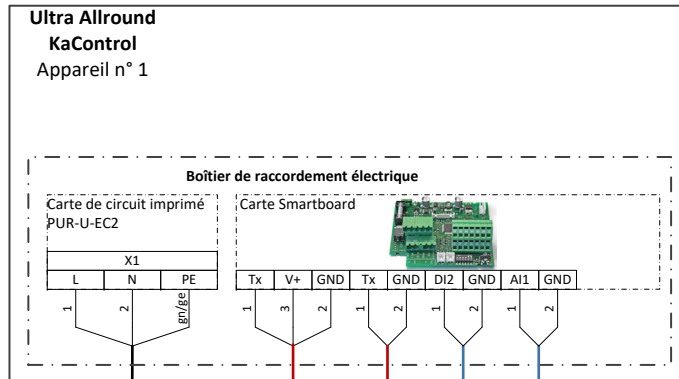 Ultra Allround
KaControl
Appareil n° 1
Boîtier de raccordement électrique
Carte de circuit imprimé
PUR-U-EC2
Carte Smartboard
X1
L N PE
Tx V+ GND Tx GND DI2 GND AI1 GND
1 2 gn/ge 1 3 2 1 2 1 2 1 2